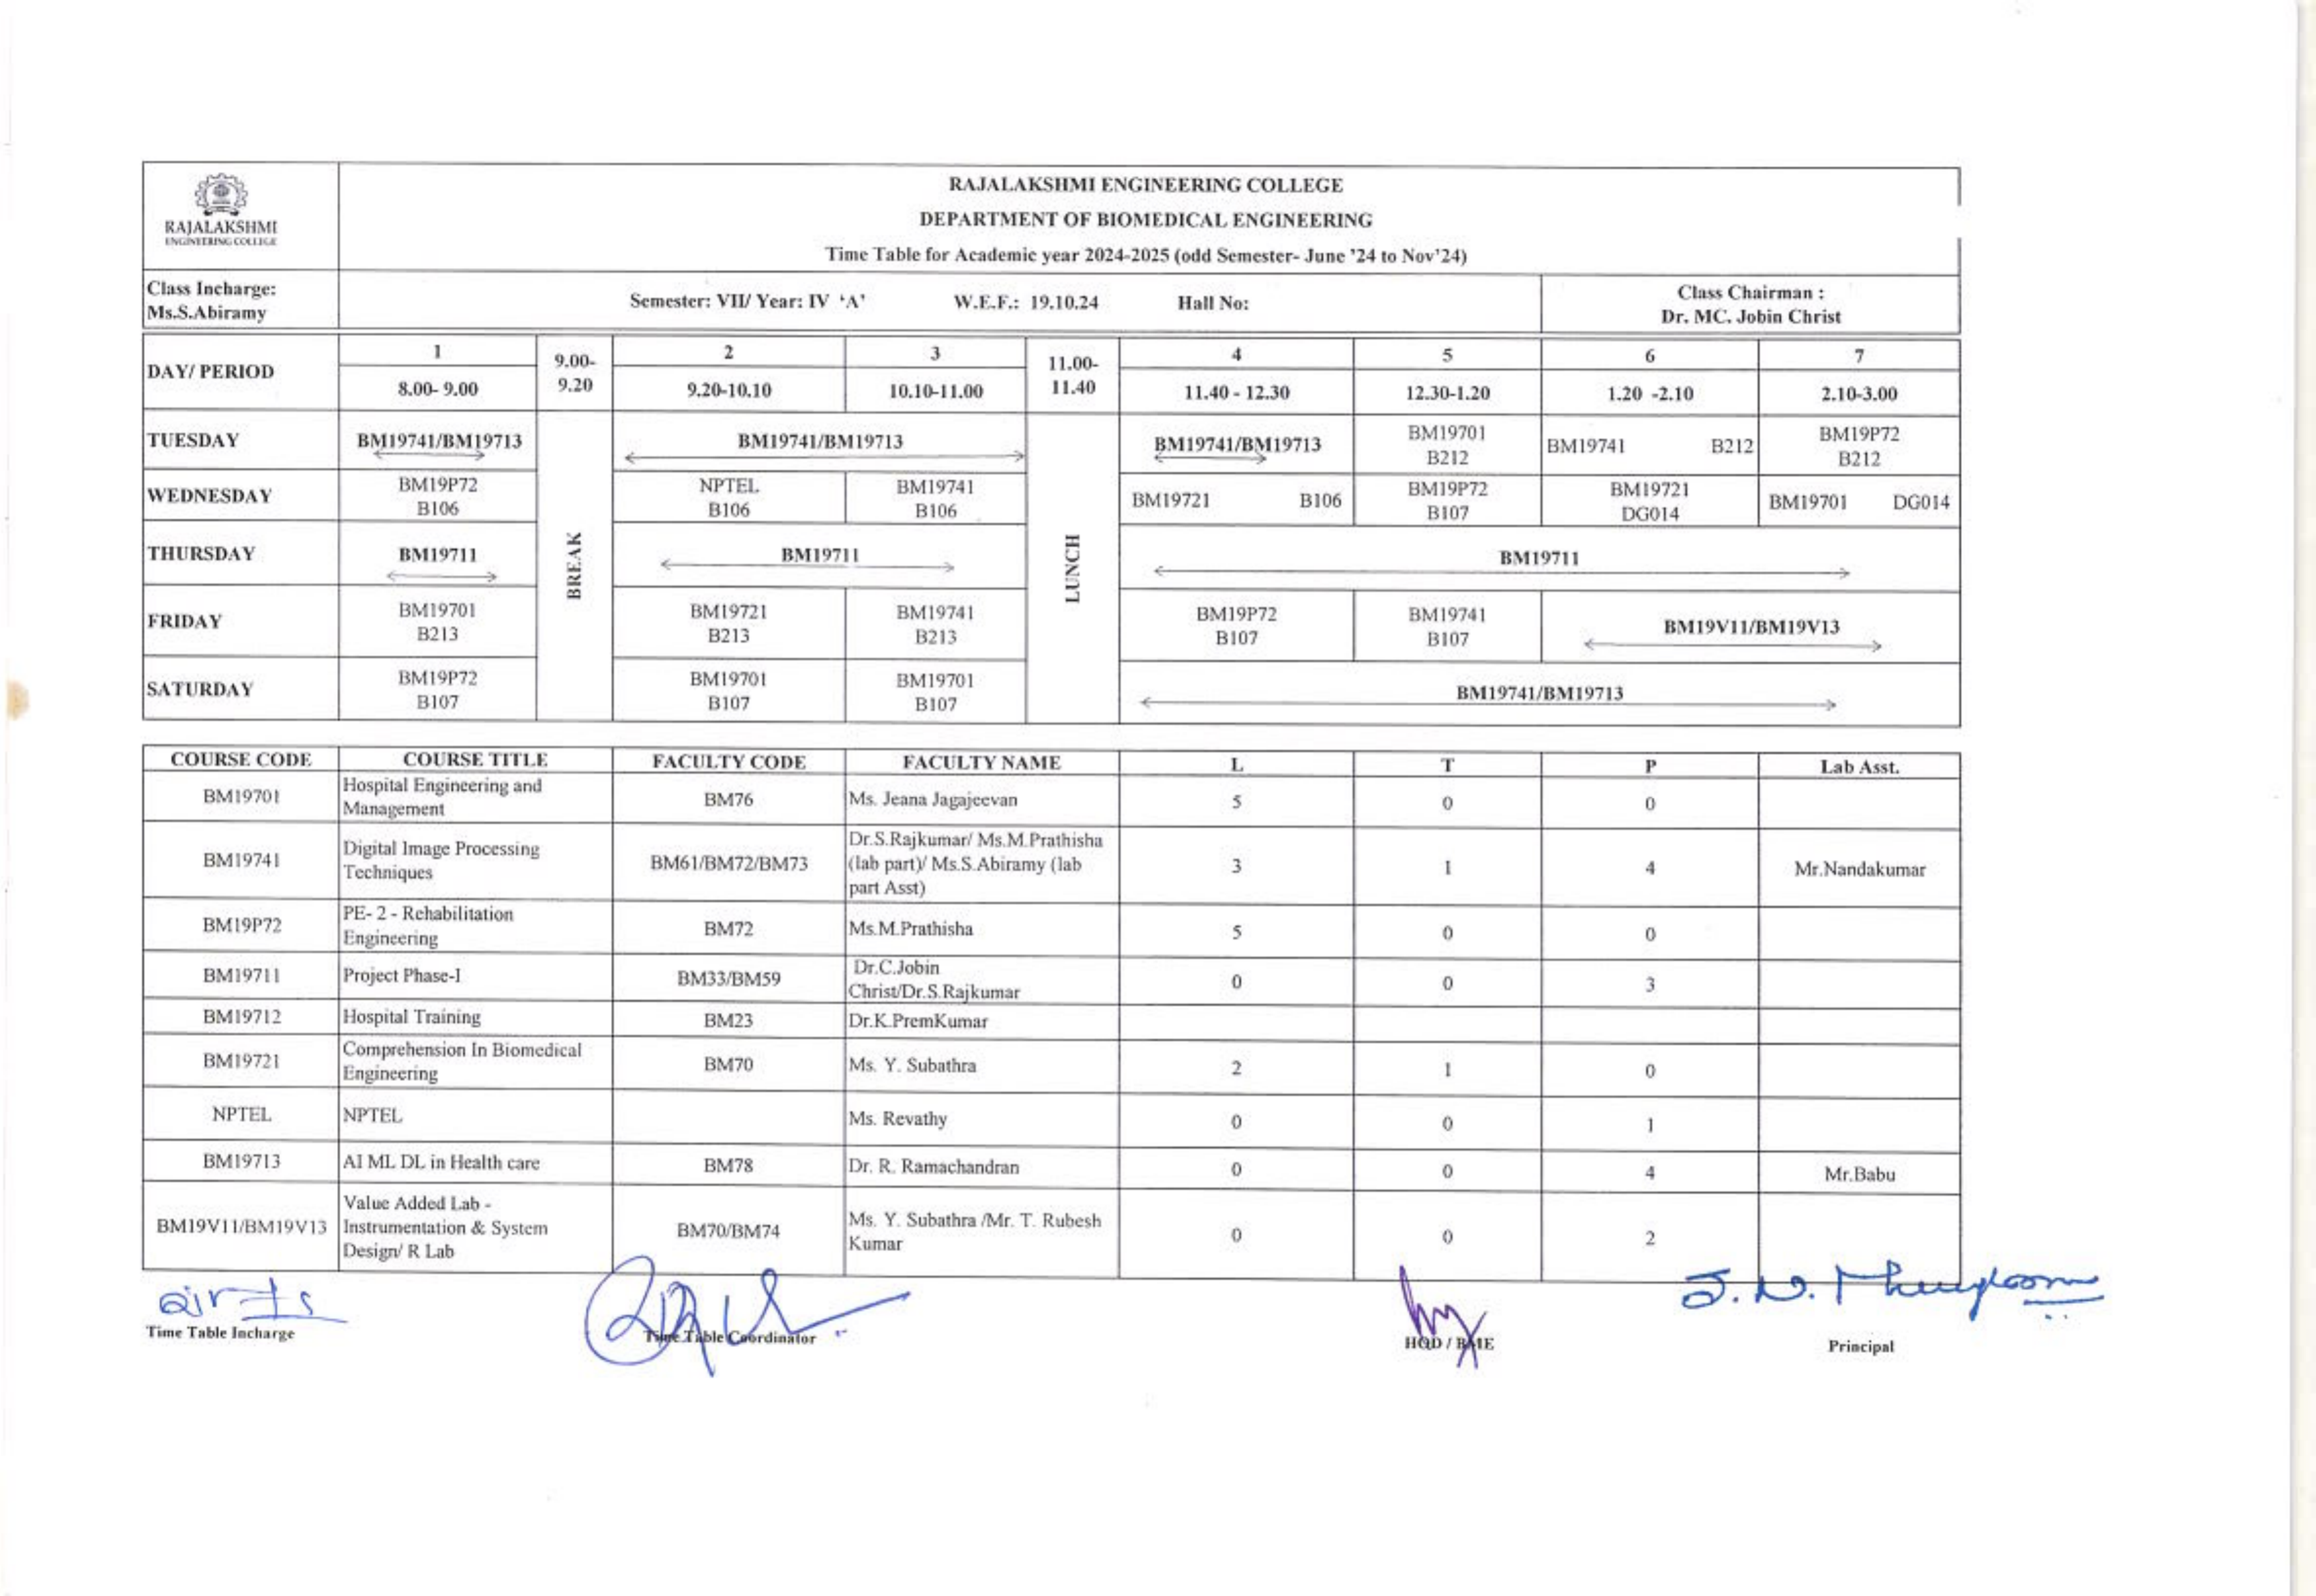 RAJALAKSHMI
ENGINEERING COLLEGE
RAJALAKSHMI ENGINEERING COLLEGE
DEPARTMENT OF BIOMEDICAL ENGINEERING
Time Table for Academic year 2024-2025 (odd Semester- June '24 to Nov'24)
Class Incharge:
Ms.S.Abiramy
Semester: VII/ Year: IV 'A' W.E.F.: 19.10.24 Hall No:
Class Chairman :
Dr. MC. Jobin Christ
DAY/ PERIOD
1 9.00- 2 3 11.00- 4 5 6 7
8.00- 9.00 9.20 9.20-10.10 10.10-11.00 11.40 11.40 - 12.30 12.30-1.20 1.20 -2.10 2.10-3.00
TUESDAY BM19741/BM19713 BM19741/BM19713 BM19741/BM19713 BM19701 BM19741 B212 BM19P72
B212 B212
WEDNESDAY BM19P72 NPTEL BM19741 BM19721 B106 BM19P72 BM19721 BM19701 DG014
B106 B106 B106 B107 DG014
BREAK
LUNCH
THURSDAY BM19711 BM19711 BM19711
FRIDAY BM19701 BM19721 BM19741 BM19P72 BM19741 BM19V11/BM19V13
B213 B213 B213 B107 B107
SATURDAY BM19P72 BM19701 BM19701 BM19741/BM19713
B107 B107 B107
COURSE CODE COURSE TITLE FACULTY CODE FACULTY NAME L T P Lab Asst.
BM19701 Hospital Engineering and BM76 Ms. Jeana Jagajeevan 5 0 0
Management
BM19741 Digital Image Processing BM61/BM72/BM73 Dr.S.Rajkumar/ Ms.M.Prathisha 3 1 4 Mr.Nandakumar
Techniques (lab part)/ Ms.S.Abiramy (lab
part Asst)
BM19P72 PE- 2 - Rehabilitation BM72 Ms.M.Prathisha 5 0 0
Engineering
BM19711 Project Phase-I BM33/BM59 Dr.C.Jobin 0 0 3
Christ/Dr.S.Rajkumar
BM19712 Hospital Training BM23 Dr.K.PremKumar
BM19721 Comprehension In Biomedical BM70 Ms. Y. Subathra 2 1 0
Engineering
NPTEL NPTEL Ms. Revathy 0 0 1
BM19713 AI ML DL in Health care BM78 Dr. R. Ramachandran 0 0 4 Mr.Babu
BM19V11/BM19V13 Value Added Lab - BM70/BM74 Ms. Y. Subathra /Mr. T. Rubesh 0 0 2
Instrumentation & System Kumar
Design/ R Lab
Time Table Incharge Time Table Coordinator HOD / BME Principal